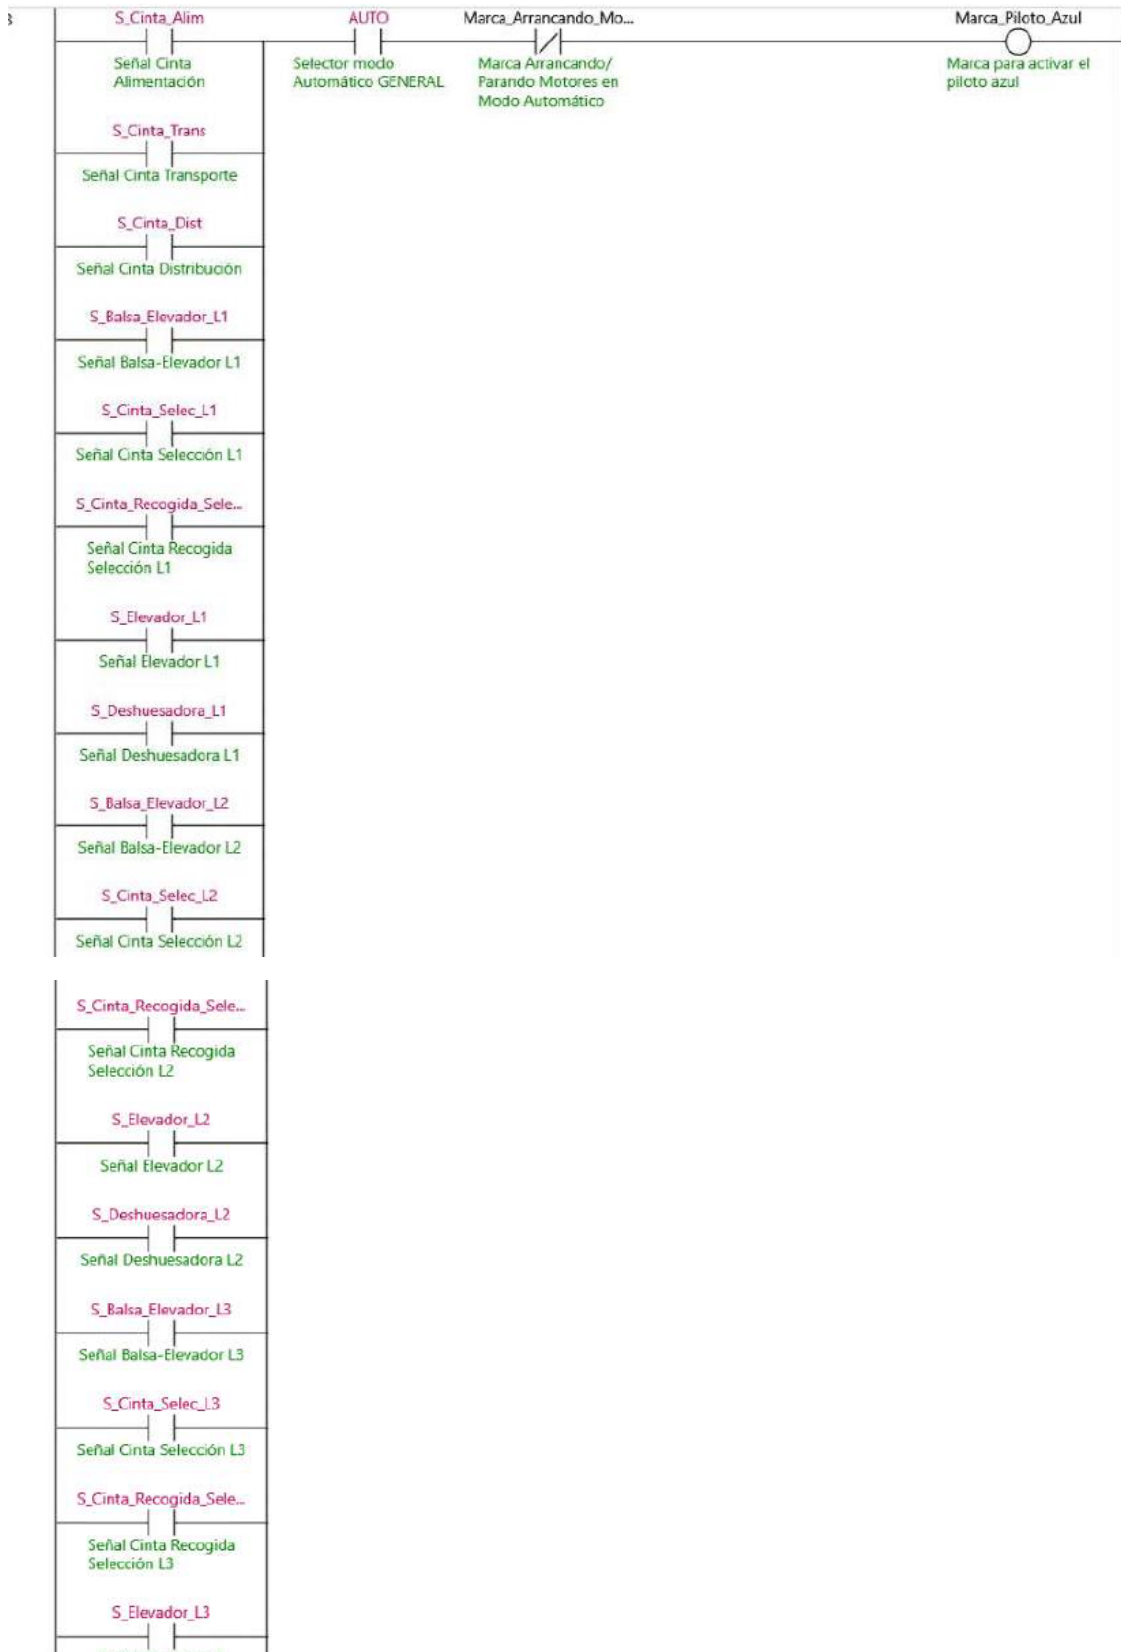 S_Cinta_Alim
AUTO
Marca_Arrancando_Mo...
Marca_Piloto_Azul
Señal Cinta
Alimentación
Selector modo
Automático GENERAL
Marca Arrancando/
Parando Motores en
Modo Automático
Marca para activar el
piloto azul
S_Cinta_Trans
Señal Cinta Transporte
S_Cinta_Dist
Señal Cinta Distribución
S_Balsa_Elevador_L1
Señal Balsa-Elevador L1
S_Cinta_Selec_L1
Señal Cinta Selección L1
S_Cinta_Recogida_Sele...
Señal Cinta Recogida
Selección L1
S_Elevador_L1
Señal Elevador L1
S_Deshuesadora_L1
Señal Deshuesadora L1
S_Balsa_Elevador_L2
Señal Balsa-Elevador L2
S_Cinta_Selec_L2
Señal Cinta Selección L2
S_Cinta_Recogida_Sele...
Señal Cinta Recogida
Selección L2
S_Elevador_L2
Señal Elevador L2
S_Deshuesadora_L2
Señal Deshuesadora L2
S_Balsa_Elevador_L3
Señal Balsa-Elevador L3
S_Cinta_Selec_L3
Señal Cinta Selección L3
S_Cinta_Recogida_Sele...
Señal Cinta Recogida
Selección L3
S_Elevador_L3